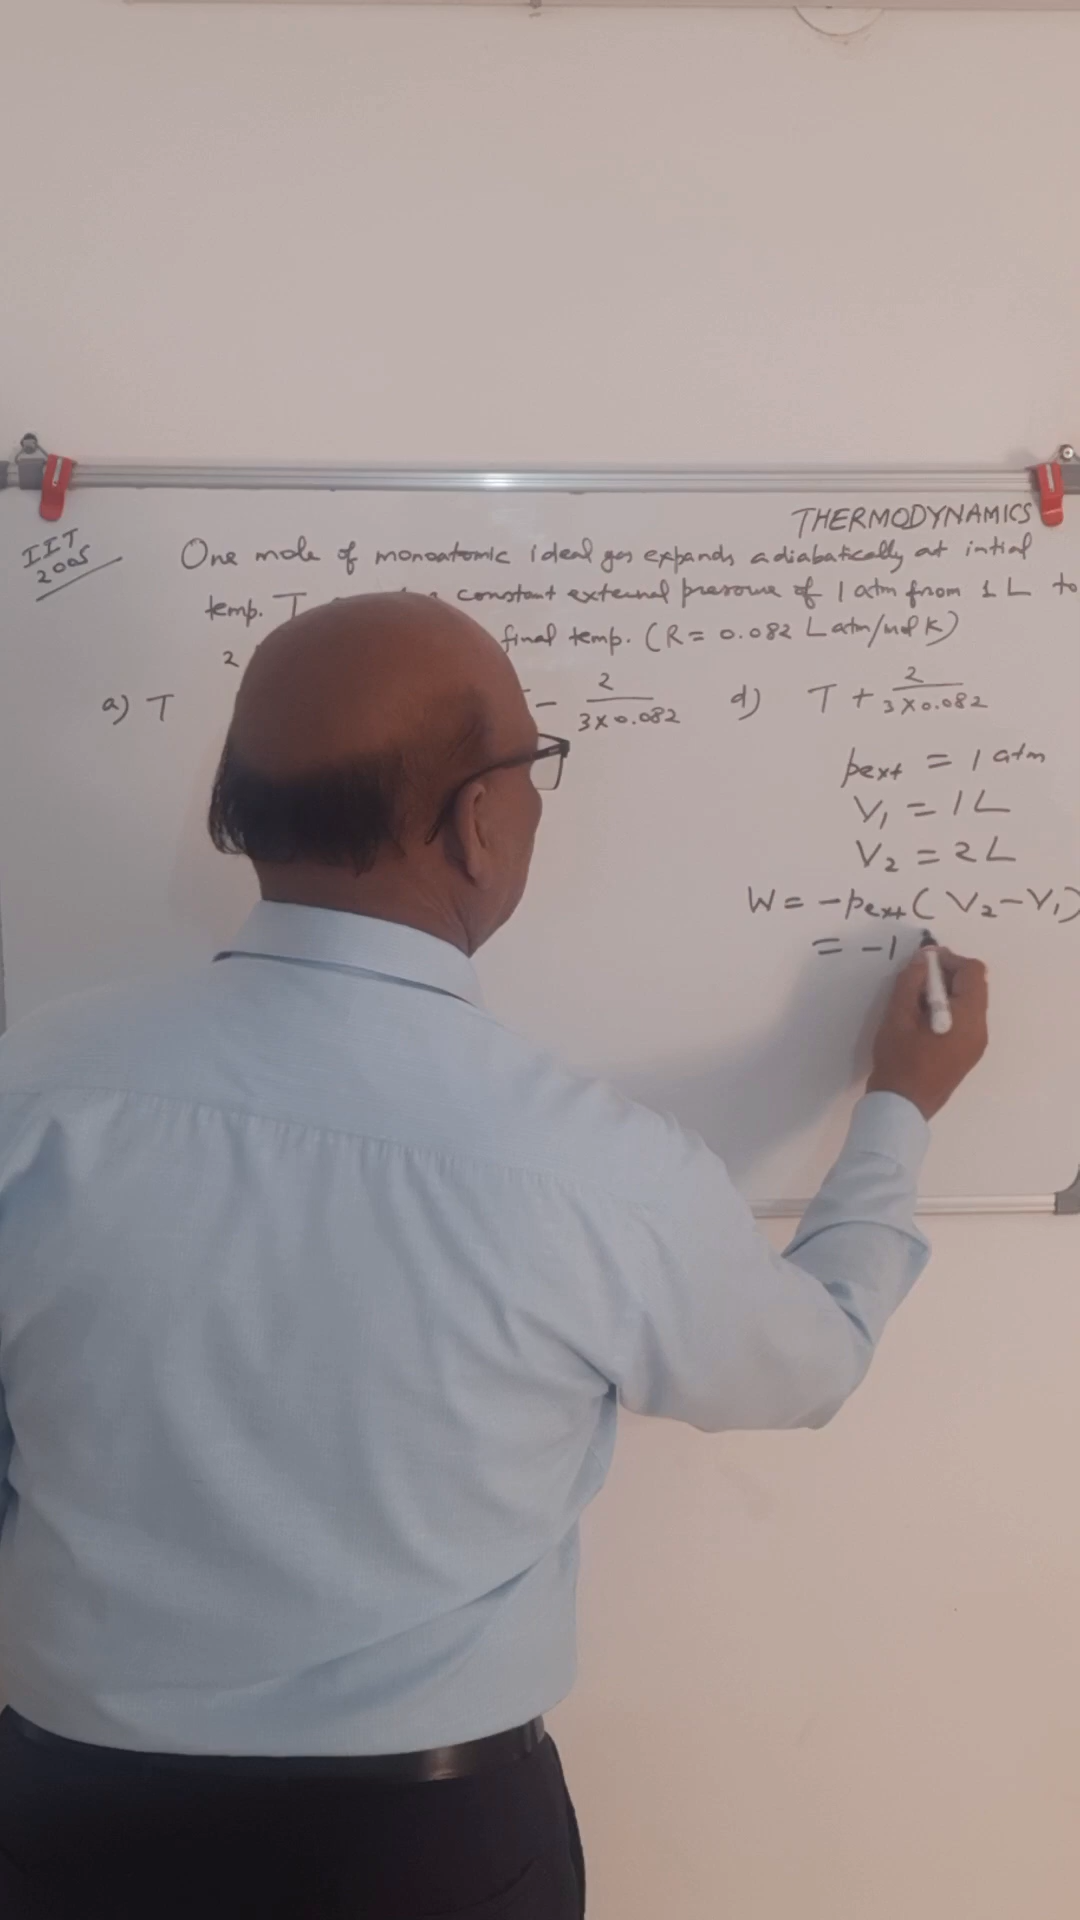 THERMODYNAMICS
IIT
2005
One mole of monoatomic ideal gas expands adiabatically at intial
temp. T constant external pressure of 1 atm from 1 L to
2 final temp. (R = 0.082 L atm/mol K)
a) T - 2/3×0.082 d) T + 2/3×0.082
pext = 1 atm
V₁ = 1 L
V₂ = 2 L
W = -pext ( V₂-V₁)
= -1